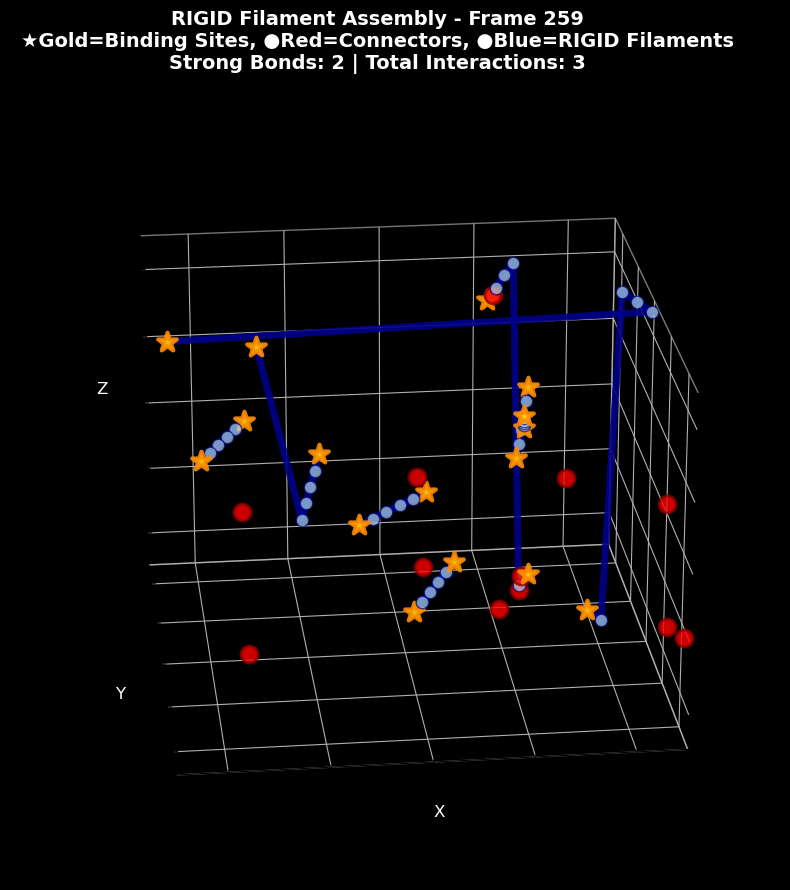 RIGID Filament Assembly - Frame 259
★Gold=Binding Sites, ●Red=Connectors, ●Blue=RIGID Filaments
Strong Bonds: 2 | Total Interactions: 3
Z
Y
X